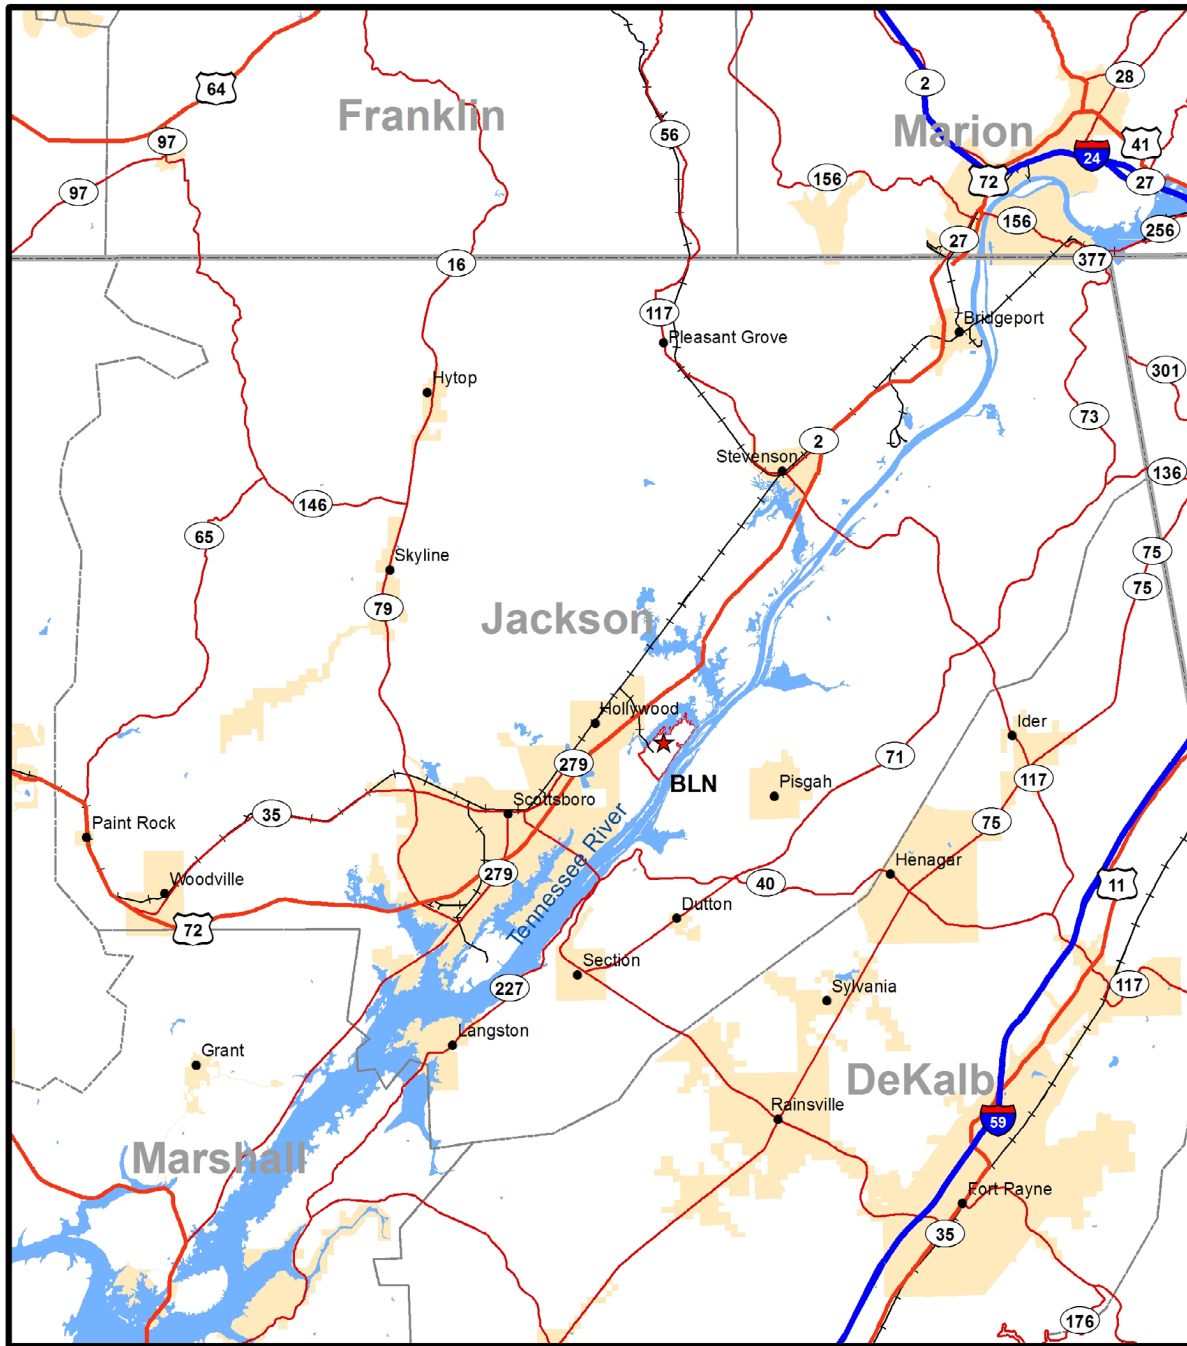 64
Franklin
2
28
Marion
97
56
41
24
156
72
27
97
156
256
27
16
377
117
Bridgeport
Pleasant Grove
301
Hytop
73
2
Stevenson
136
146
65
75
Skyline
75
79
Jackson
Hollywood
Ider
279
71
BLN
117
Pisgah
Scottsboro
35
Paint Rock
75
Tennessee River
Henagar
279
Woodville
40
11
Dutton
72
Section
227
Sylvania
117
Langston
Grant
DeKalb
Rainsville
59
Marshall
Fort Payne
35
176